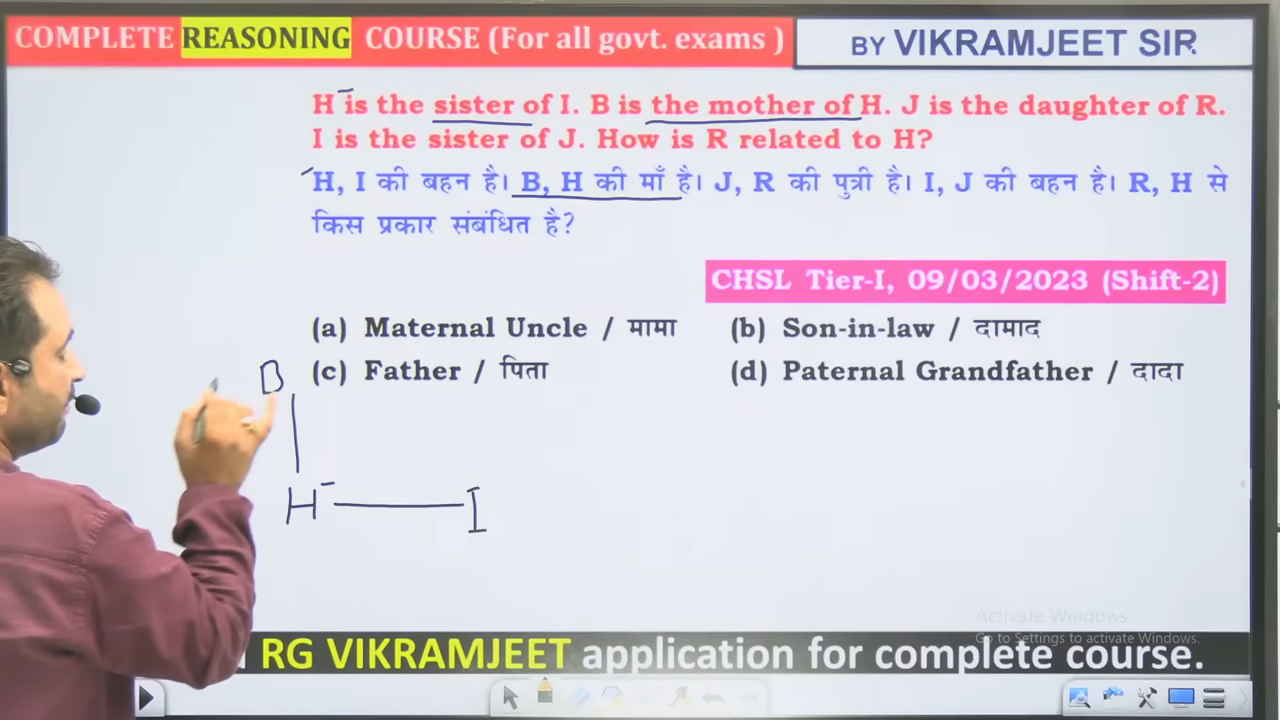 COMPLETE REASONING COURSE (For all govt. exams )
BY VIKRAMJEET SIR
H is the sister of I. B is the mother of H. J is the daughter of R.
I is the sister of J. How is R related to H?
H, I की बहन है। B, H की माँ है। J, R की पुत्री है। I, J की बहन है। R, H से
किस प्रकार संबंधित है?
CHSL Tier-I, 09/03/2023 (Shift-2)
(a) Maternal Uncle / मामा
(b) Son-in-law / दामाद
(c) Father / पिता
(d) Paternal Grandfather / दादा
B
H⁻ I
Activate Windows
Go to Settings to activate Windows.
RG VIKRAMJEET application for complete course.